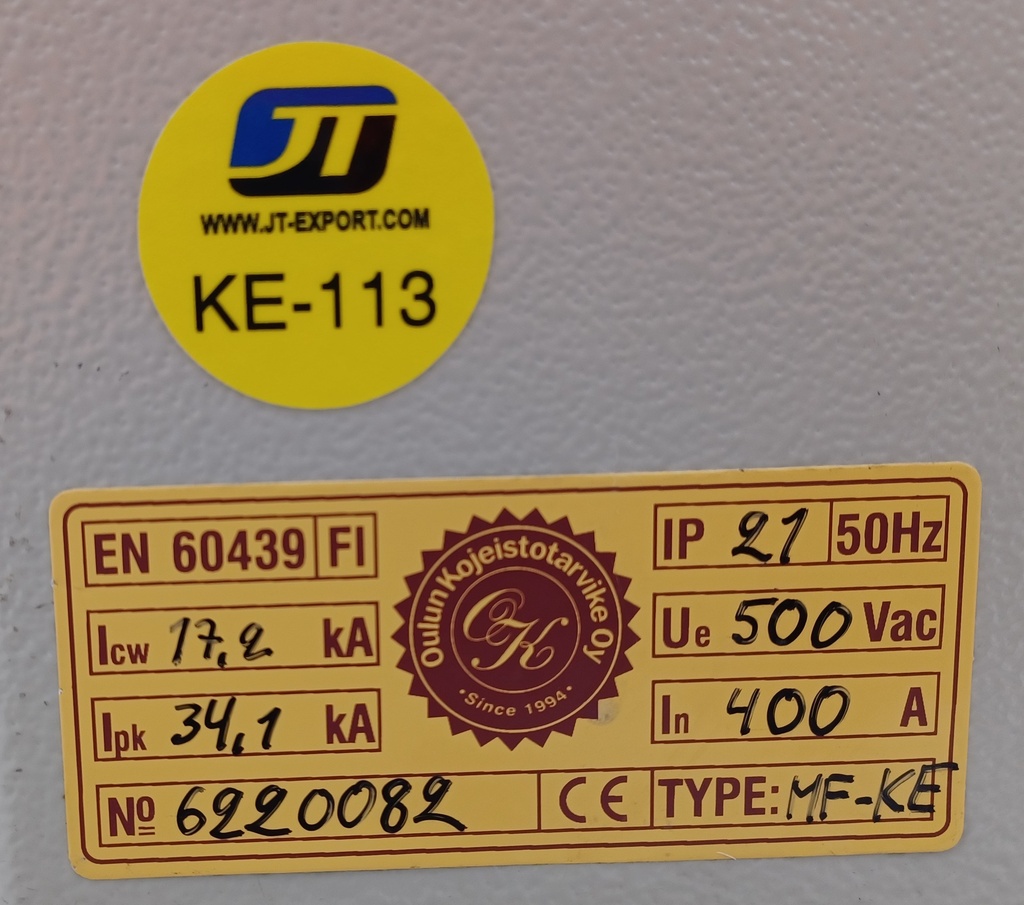 JT
WWW.JT-EXPORT.COM
KE-113
EN 60439 FI
Icw 17,2 kA
Ipk 34,1 kA
Nº 6220082
Oulun Kojeistotarvike Oy
OK
• Since 1994 •
IP 21 50Hz
Ue 500 Vac
In 400 A
CE TYPE: MF-KE